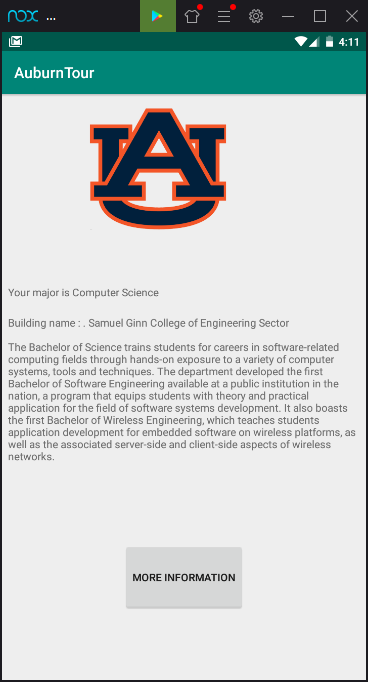 nox ...
4:11
AuburnTour
AU
Your major is Computer Science
Building name : . Samuel Ginn College of Engineering Sector
The Bachelor of Science trains students for careers in software-related
computing fields through hands-on exposure to a variety of computer
systems, tools and techniques. The department developed the first
Bachelor of Software Engineering available at a public institution in the
nation, a program that equips students with theory and practical
application for the field of software systems development. It also boasts
the first Bachelor of Wireless Engineering, which teaches students
application development for embedded software on wireless platforms, as
well as the associated server-side and client-side aspects of wireless
networks.
MORE INFORMATION